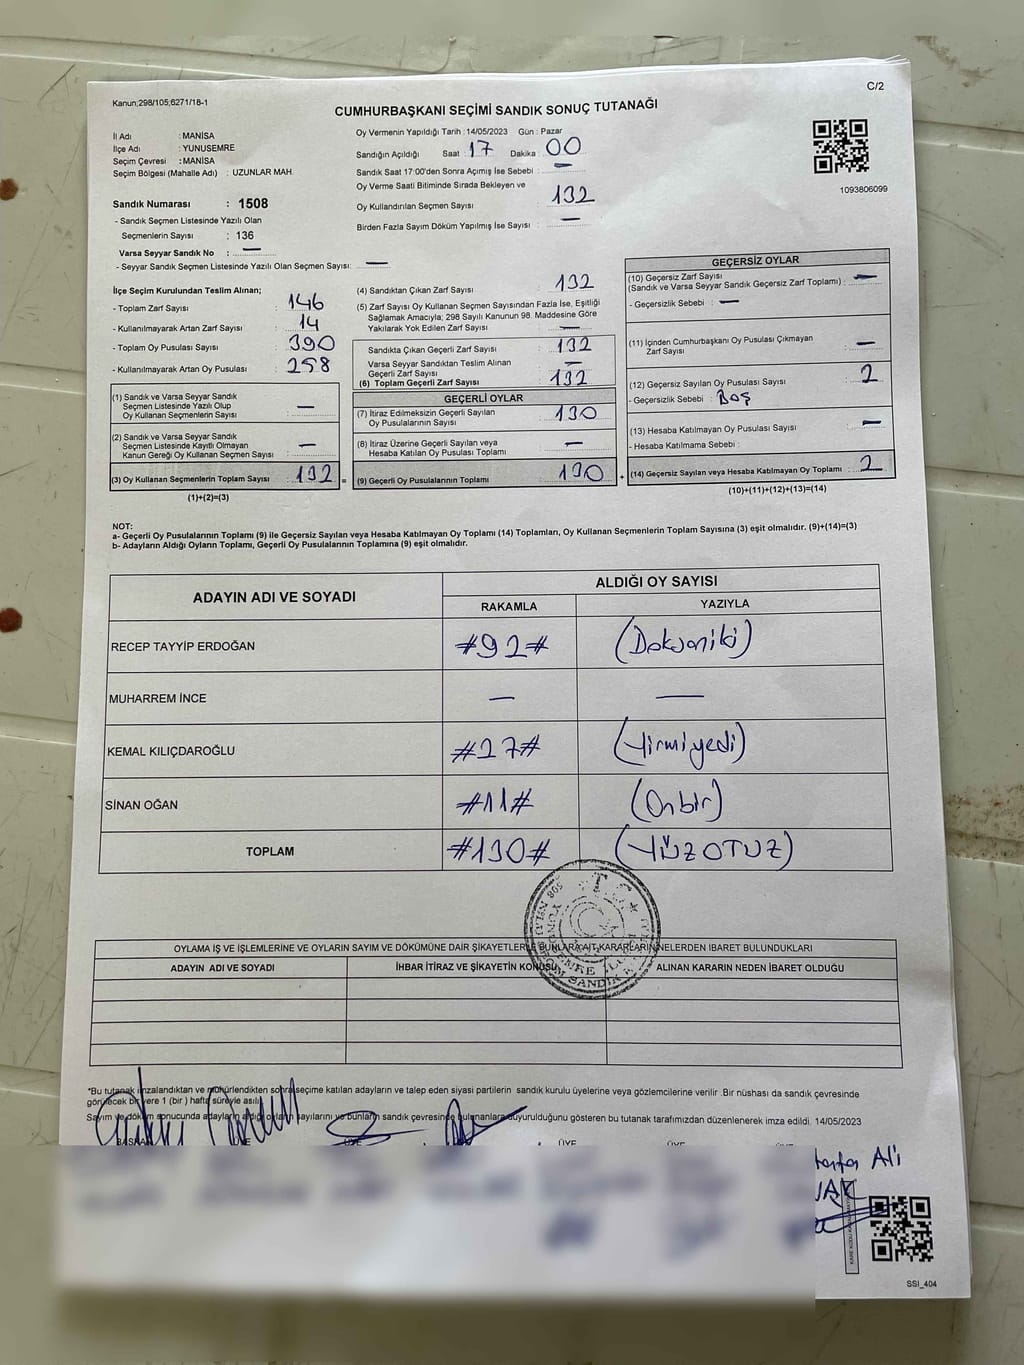 C/2
Kanun;298/105;6271/18-1
CUMHURBAŞKANI SEÇİMİ SANDIK SONUÇ TUTANAĞI
İl Adı : MANİSA
İlçe Adı : YUNUSEMRE
Seçim Çevresi : MANİSA
Seçim Bölgesi (Mahalle Adı) : UZUNLAR MAH.
Sandık Numarası : 1508
- Sandık Seçmen Listesinde Yazılı Olan
Seçmenlerin Sayısı : 136
Varsa Seyyar Sandık No : —
- Seyyar Sandık Seçmen Listesinde Yazılı Olan Seçmen Sayısı: —
Oy Vermenin Yapıldığı Tarih : 14/05/2023 Gün : Pazar
Sandığın Açıldığı Saat 17 Dakika 00
Sandık Saat 17:00'den Sonra Açımış İse Sebebi : —
Oy Verme Saati Bitiminde Sırada Bekleyen ve
Oy Kullandırılan Seçmen Sayısı 132
Birden Fazla Sayım Döküm Yapılmış İse Sayısı : —
1093806099
İlçe Seçim Kurulundan Teslim Alınan;
- Toplam Zarf Sayısı : 146
- Kullanılmayarak Artan Zarf Sayısı : 14
- Toplam Oy Pusulası Sayısı : 390
- Kullanılmayarak Artan Oy Pusulası : 258
(1) Sandık ve Varsa Seyyar Sandık
Seçmen Listesinde Yazılı Olup
Oy Kullanan Seçmenlerin Sayısı : —
(2) Sandık ve Varsa Seyyar Sandık
Seçmen Listesinde Kayıtlı Olmayan
Kanun Gereği Oy Kullanan Seçmen Sayısı : —
(3) Oy Kullanan Seçmenlerin Toplam Sayısı : 132 =
(1)+(2)=(3)
(4) Sandıktan Çıkan Zarf Sayısı : 132
(5) Zarf Sayısı Oy Kullanan Seçmen Sayısından Fazla İse, Eşitliği
Sağlamak Amacıyla; 298 Sayılı Kanunun 98. Maddesine Göre
Yakılarak Yok Edilen Zarf Sayısı : —
Sandıkta Çıkan Geçerli Zarf Sayısı : 132
Varsa Seyyar Sandıktan Teslim Alınan
Geçerli Zarf Sayısı : —
(6) Toplam Geçerli Zarf Sayısı : 132
GEÇERLİ OYLAR
(7) İtiraz Edilmeksizin Geçerli Sayılan
Oy Pusulası Sayısı : 130
(8) İtiraz Üzerine Geçerli Sayılan veya
Hesaba Katılan Oy Pusulası Toplamı : —
(9) Geçerli Oy Pusulalarının Toplamı : 130 +
GEÇERSİZ OYLAR
(10) Geçersiz Zarf Sayısı
(Sandık ve Varsa Seyyar Sandık Geçersiz Zarf Toplamı) : —
- Geçersizlik Sebebi : —
(11) İçinden Cumhurbaşkanı Oy Pusulası Çıkmayan
Zarf Sayısı : —
(12) Geçersiz Sayılan Oy Pusulası Sayısı : 2
- Geçersizlik Sebebi : Boş
(13) Hesaba Katılmayan Oy Pusulası Sayısı : —
- Hesaba Katılmama Sebebi :
(14) Geçersiz Sayılan veya Hesaba Katılmayan Oy Toplamı : 2
(10)+(11)+(12)+(13)=(14)
NOT:
a- Geçerli Oy Pusulalarının Toplamı (9) ile Geçersiz Sayılan veya Hesaba Katılmayan Oy Toplamı (14) Toplamları, Oy Kullanan Seçmenlerin Toplam Sayısına (3) eşit olmalıdır. (9)+(14)=(3)
b- Adayların Aldığı Oyların Toplamı, Geçerli Oy Pusulalarının Toplamına (9) eşit olmalıdır.
ADAYIN ADI VE SOYADI
ALDIĞI OY SAYISI
RAKAMLA YAZIYLA
RECEP TAYYİP ERDOĞAN #92# (Doksaniki)
MUHARREM İNCE — —
KEMAL KILIÇDAROĞLU #27# (Yirmiyedi)
SİNAN OĞAN #11# (Onbir)
TOPLAM #130# (YÜZOTUZ)
OYLAMA İŞ VE İŞLEMLERİNE VE OYLARIN SAYIM VE DÖKÜMÜNE DAİR ŞİKAYETLERLE BUNLARA AİT KARARLARIN NELERDEN İBARET BULUNDUKLARI
ADAYIN ADI VE SOYADI İHBAR İTİRAZ VE ŞİKAYETİN KONUSU ALINAN KARARIN NEDEN İBARET OLDUĞU
*Bu tutanak imzalandıktan ve mühürlendikten sonra seçime katılan adayların ve talep eden siyasi partilerin sandık kurulu üyelerine veya gözlemcilerine verilir .Bir nüshası da sandık çevresinde
görülecek bir yere 1 (bir ) hafta süreyle asılır.
Sayım ve döküm sonucunda adayların aldığı oyların sayılarını ve bunların sandık çevresinde bulunanlara duyurulduğunu gösteren bu tutanak tarafımızdan düzenlenerek imza edildi. 14/05/2023
BAŞKAN ÜYE ÜYE ÜYE ÜYE
Ali
SSI_404